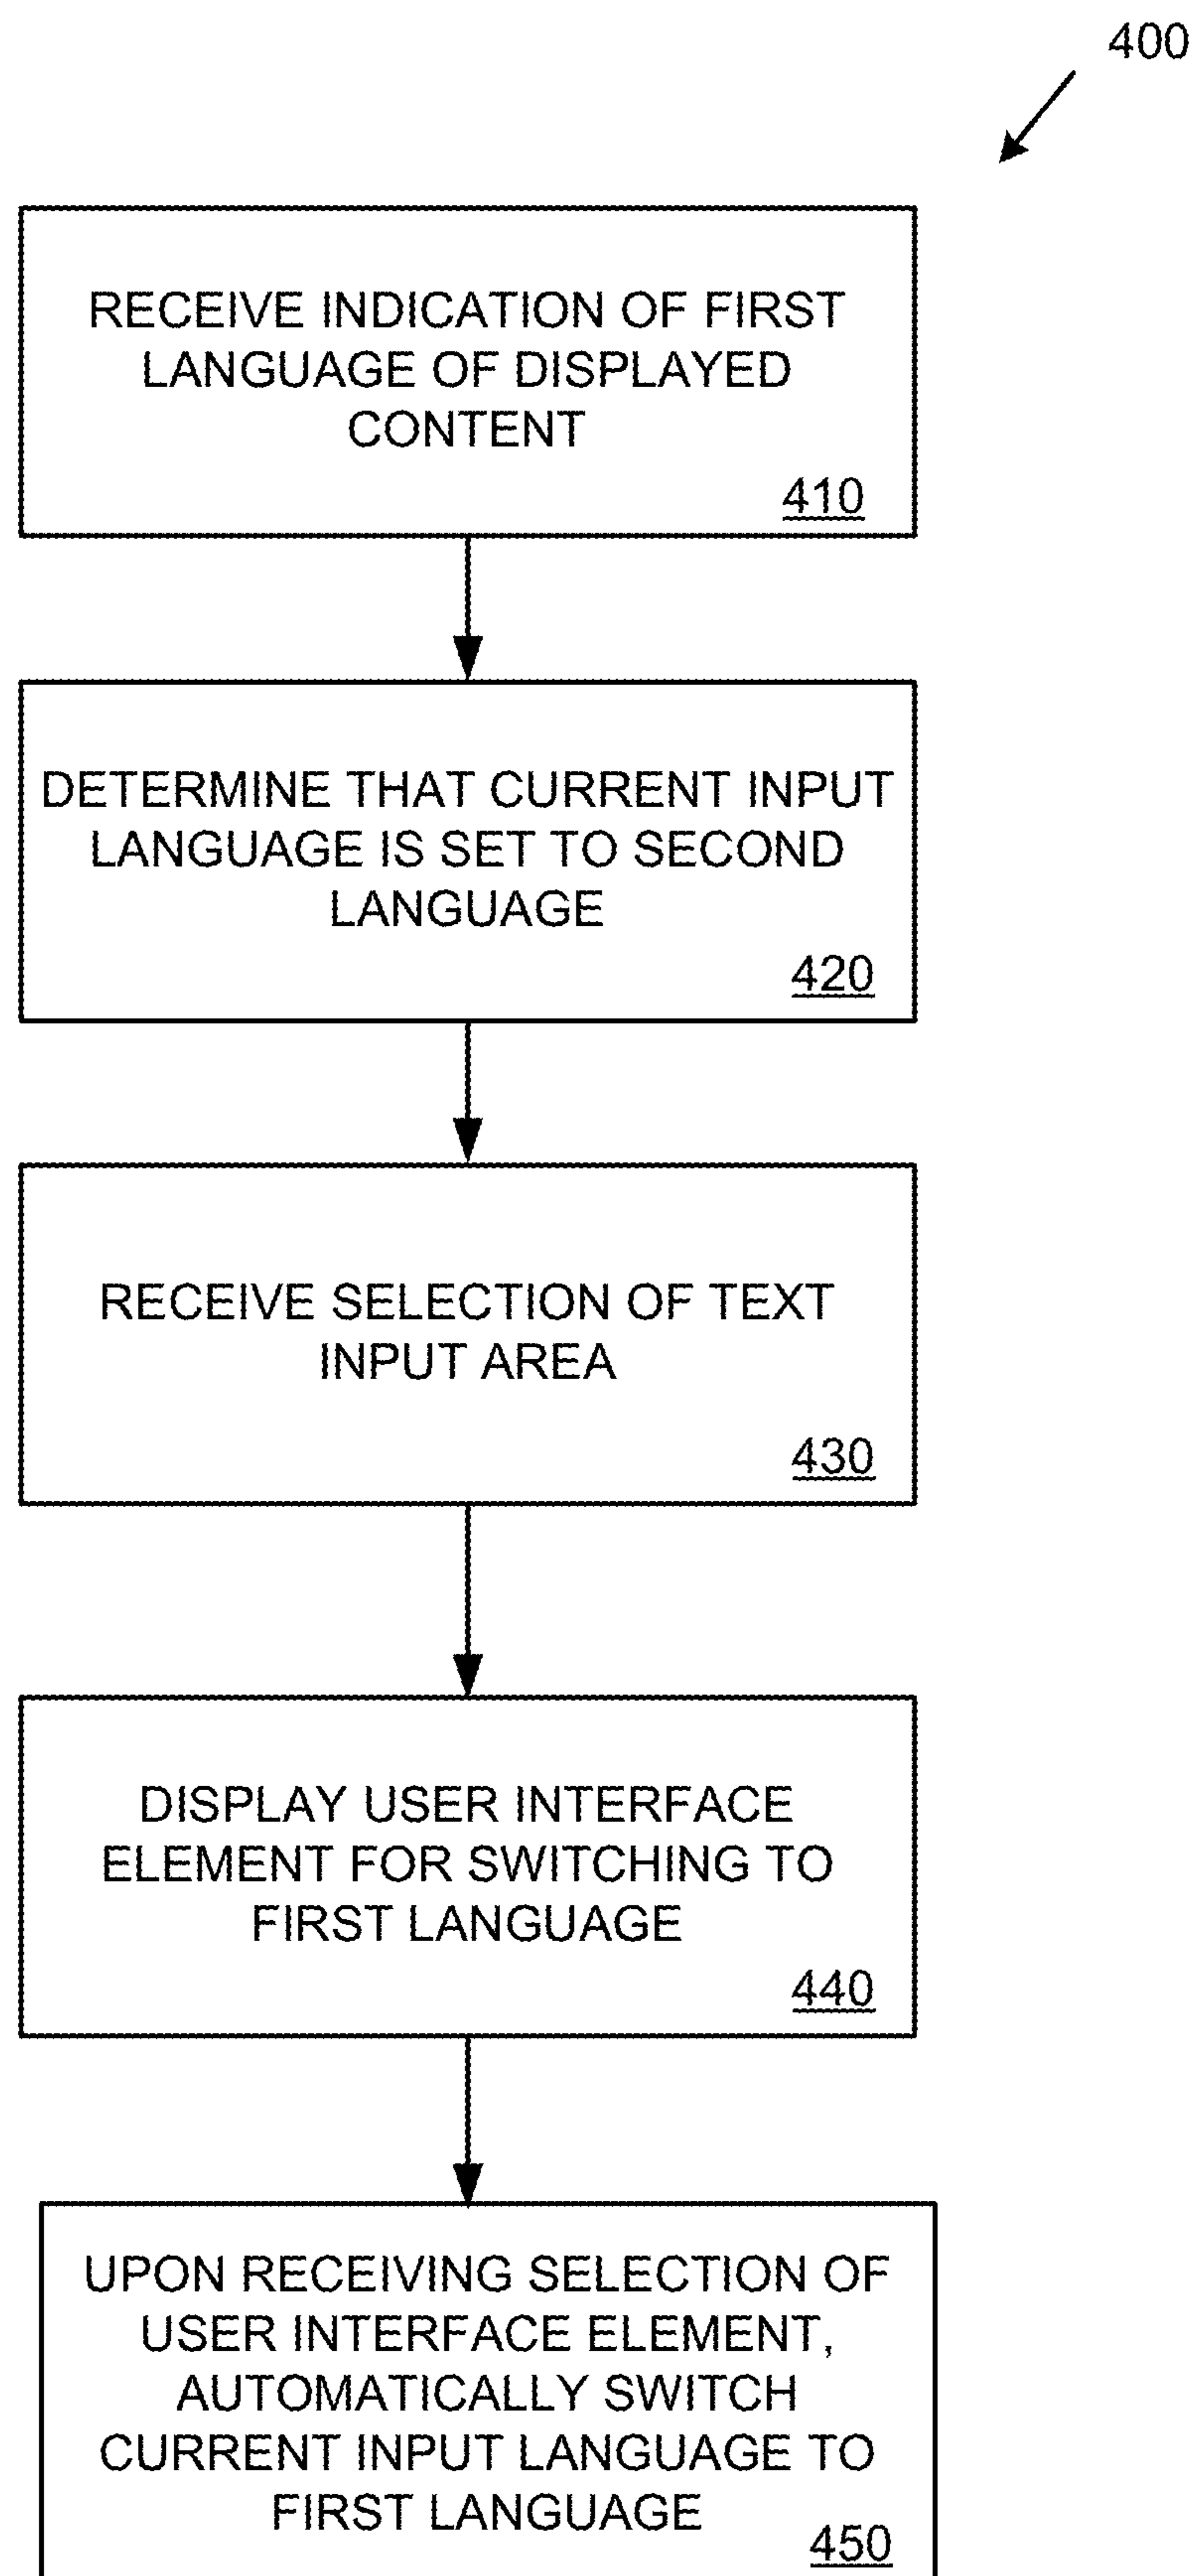 400
RECEIVE INDICATION OF FIRST
LANGUAGE OF DISPLAYED
CONTENT
410
DETERMINE THAT CURRENT INPUT
LANGUAGE IS SET TO SECOND
LANGUAGE
420
RECEIVE SELECTION OF TEXT
INPUT AREA
430
DISPLAY USER INTERFACE
ELEMENT FOR SWITCHING TO
FIRST LANGUAGE
440
UPON RECEIVING SELECTION OF
USER INTERFACE ELEMENT,
AUTOMATICALLY SWITCH
CURRENT INPUT LANGUAGE TO
FIRST LANGUAGE
450